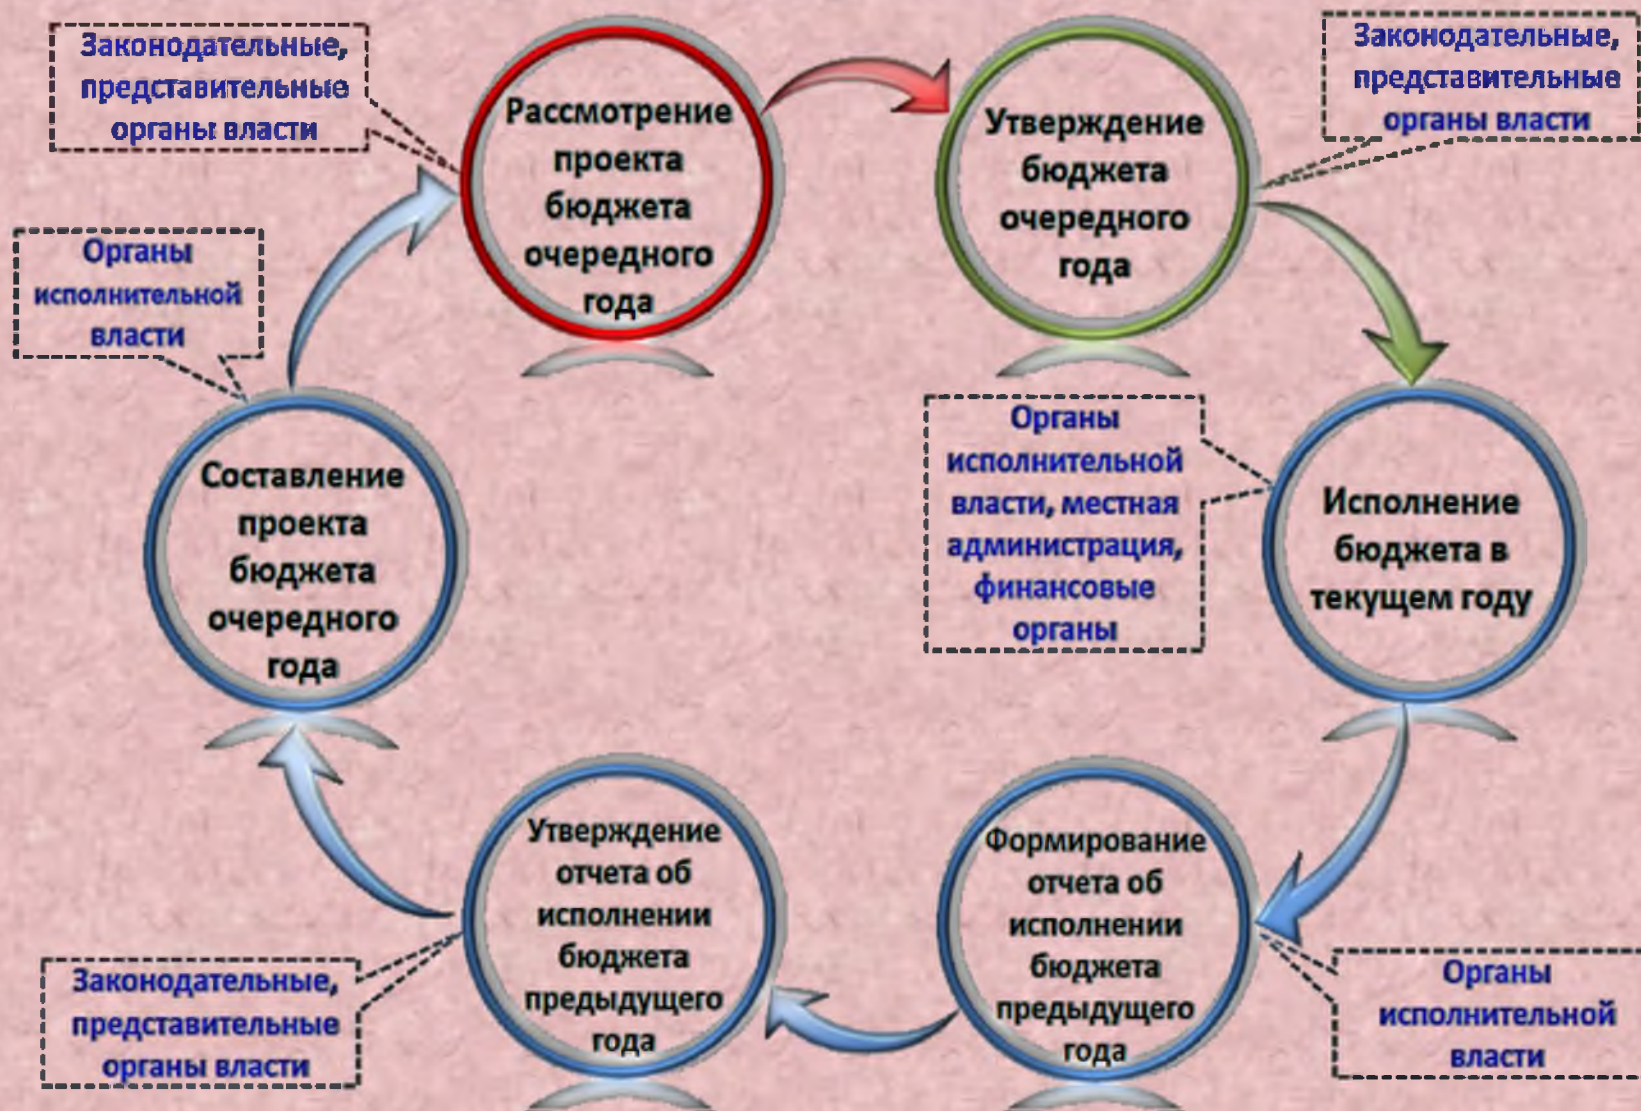 Законодательные,
представительные
органы власти
Рассмотрение
проекта
бюджета
очередного
года
Утверждение
бюджета
очередного
года
Законодательные,
представительные
органы власти
Органы
исполнительной
власти
Составление
проекта
бюджета
очередного
года
Органы
исполнительной
власти, местная
администрация,
финансовые
органы
Исполнение
бюджета в
текущем году
Утверждение
отчета об
исполнении
бюджета
предыдущего
года
Формирование
отчета об
исполнении
бюджета
предыдущего
года
Законодательные,
представительные
органы власти
Органы
исполнительной
власти